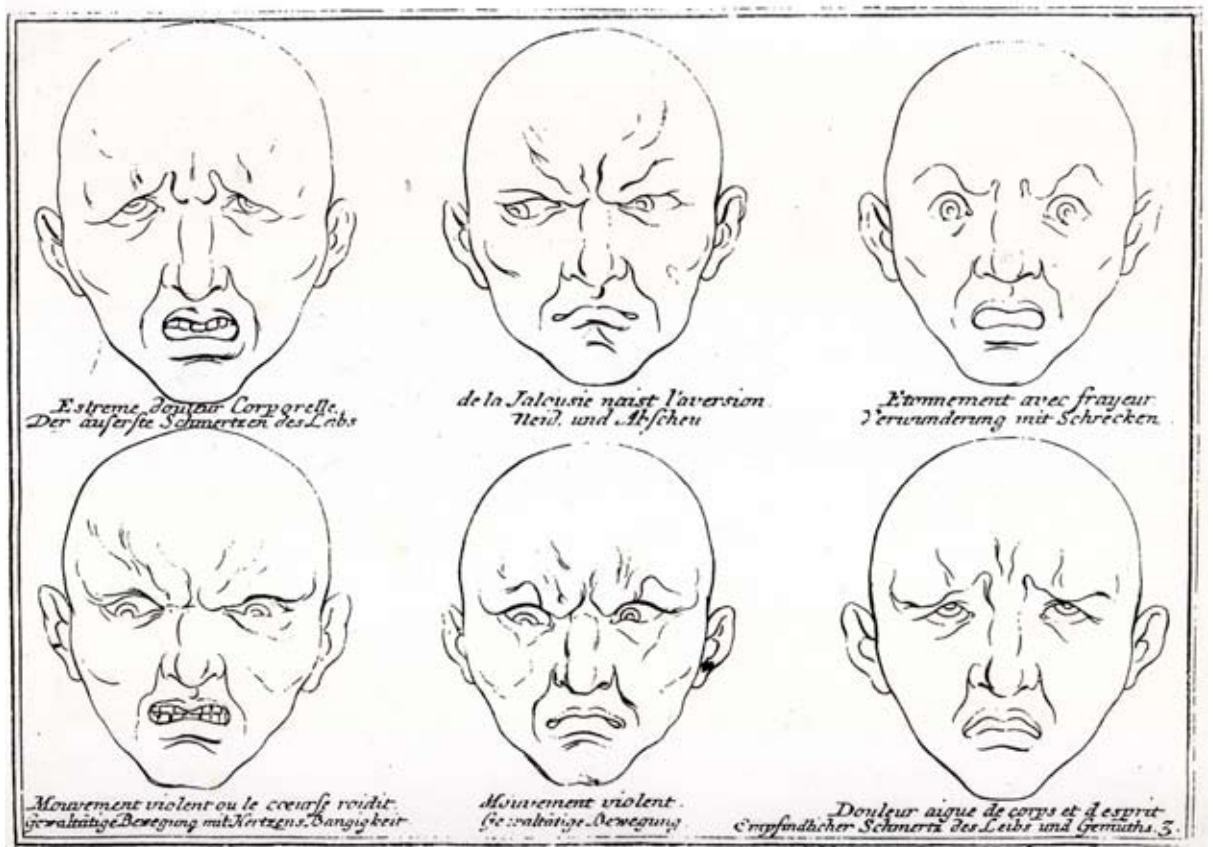 Estreme douleur Corporelle.
Der äuserste Schmertzen des Leibs
de la Jalousie naist l'aversion.
Neid. und Abscheu
Etonnement avec frayeur.
Verwunderung mit Schrecken
Mouvement violent ou le cœur se roidit.
Gewaltätige Bewegung mit Hertzens, Bangigkeit
Mouvement violent.
Gewaltätige Bewegung
Douleur aigue de corps et d'esprit
Empfindlicher Schmertz des Leibs und Gemüths. 3.